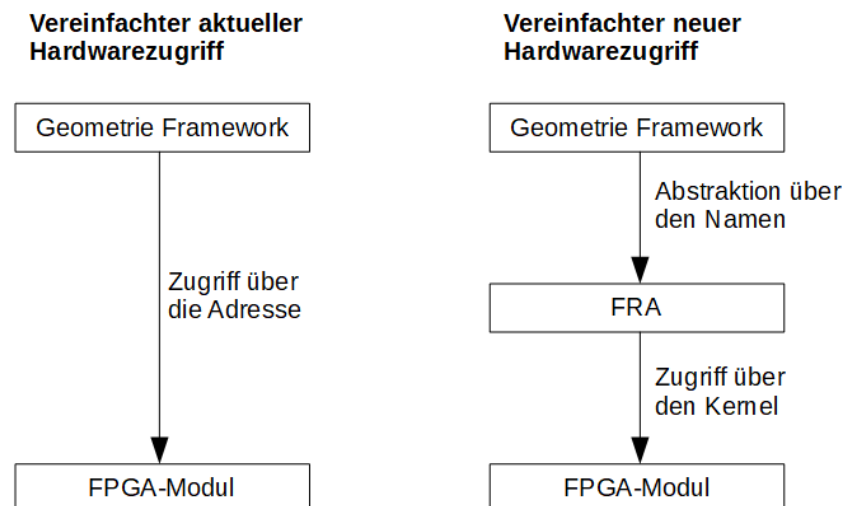 Vereinfachter aktueller
Hardwarezugriff
Geometrie Framework
Zugriff über
die Adresse
FPGA-Modul
Vereinfachter neuer
Hardwarezugriff
Geometrie Framework
Abstraktion über
den Namen
FRA
Zugriff über
den Kernel
FPGA-Modul